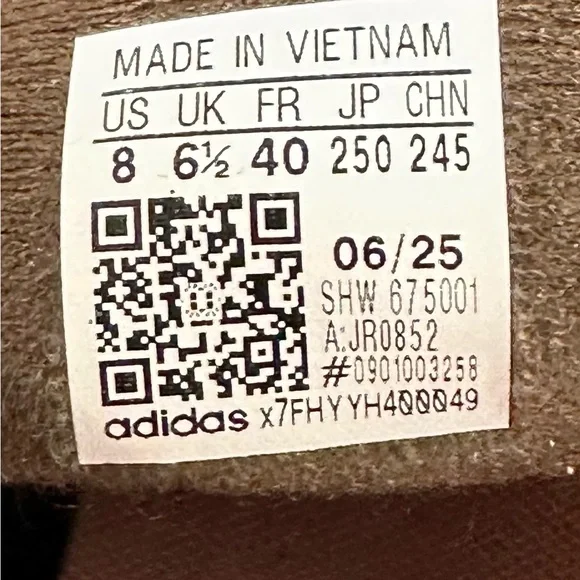 MADE IN VIETNAM
US UK FR JP CHN
8 6½ 40 250 245
06/25
SHW 675001
A:JR0852
#0901003258
adidas x7FHYYH400049